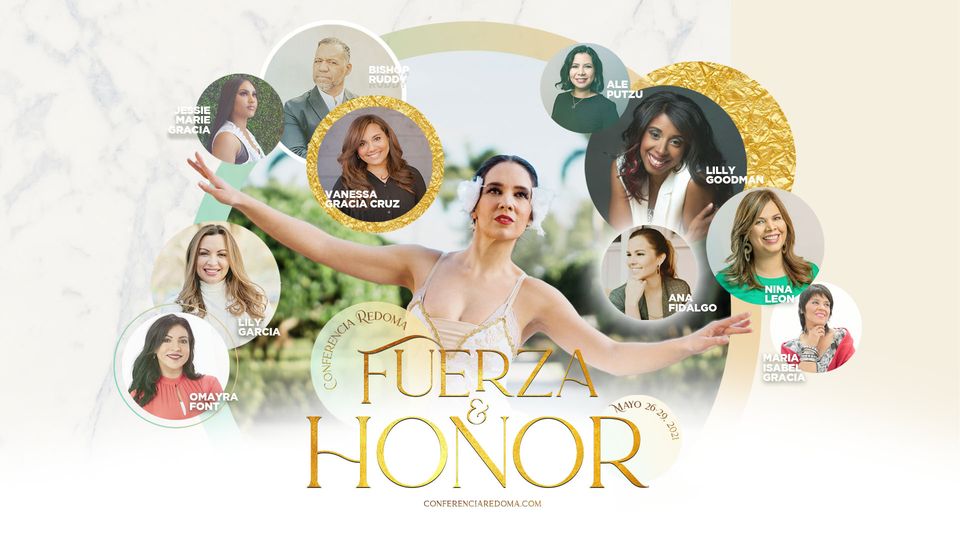 BISHOP
RUDDY
JESSIE
MARIE
GRACIA
VANESSA
GRACIA CRUZ
ALE
PUTZU
LILLY
GOODMAN
LILY
GARCIA
ANA
FIDALGO
NINA
LEON
OMAYRA
FONT
MARIA
ISABEL
GRACIA
CONFERENCIA REDOMA
FUERZA
&
HONOR
MAYO 26-29, 2021
CONFERENCIAREDOMA.COM